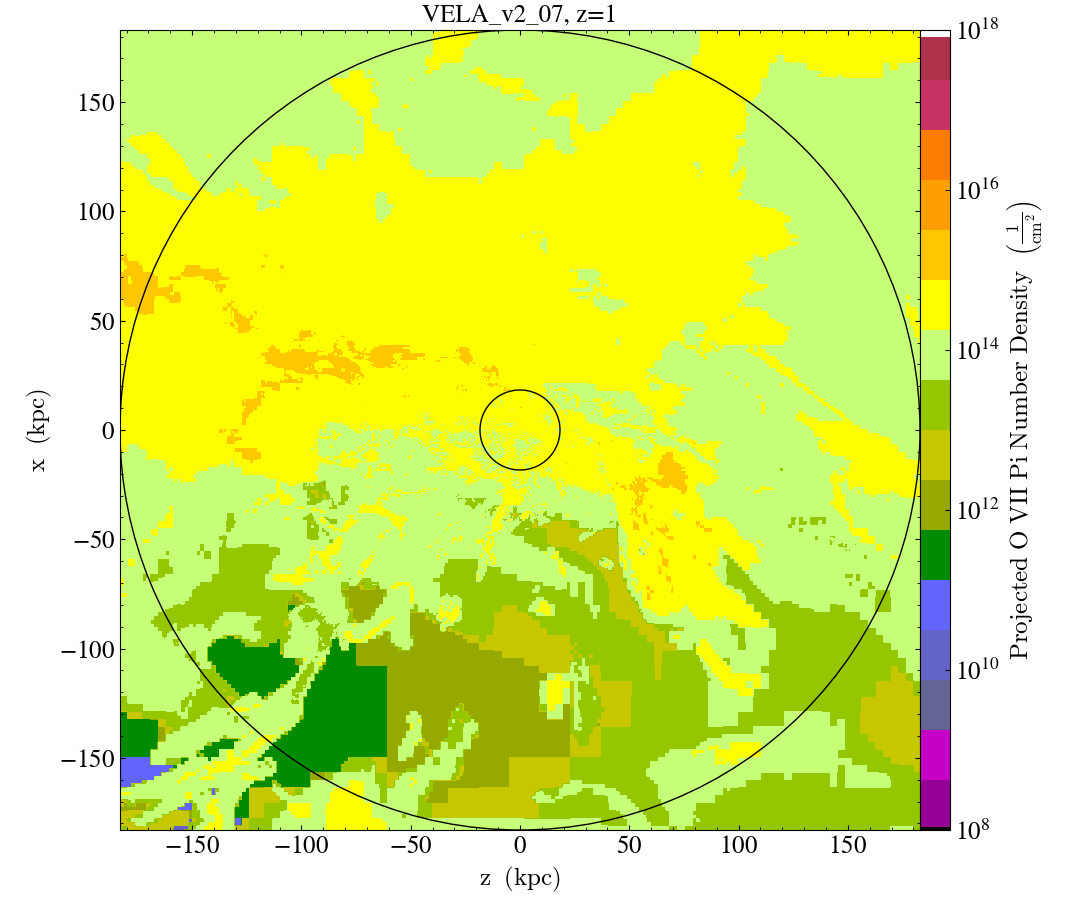 VELA_v2_07, z=1
10^18
10^16
10^14
10^12
10^10
10^8
Projected O VII Pi Number Density (1/cm^2)
150
100
50
0
−50
−100
−150
x (kpc)
−150 −100 −50 0 50 100 150
z (kpc)